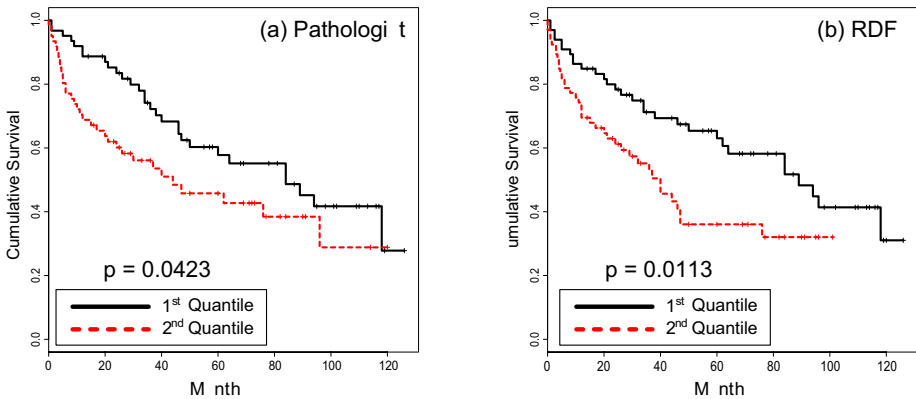 (a) Pathologi t
Cumulative Survival
1.0
0.8
0.6
0.4
0.2
0.0
p = 0.0423
1st Quantile
2nd Quantile
0 20 40 60 80 100 120
M nth
(b) RDF
umulative Survival
1.0
0.8
0.6
0.4
0.2
0.0
p = 0.0113
1st Quantile
2nd Quantile
0 20 40 60 80 100 120
M nth